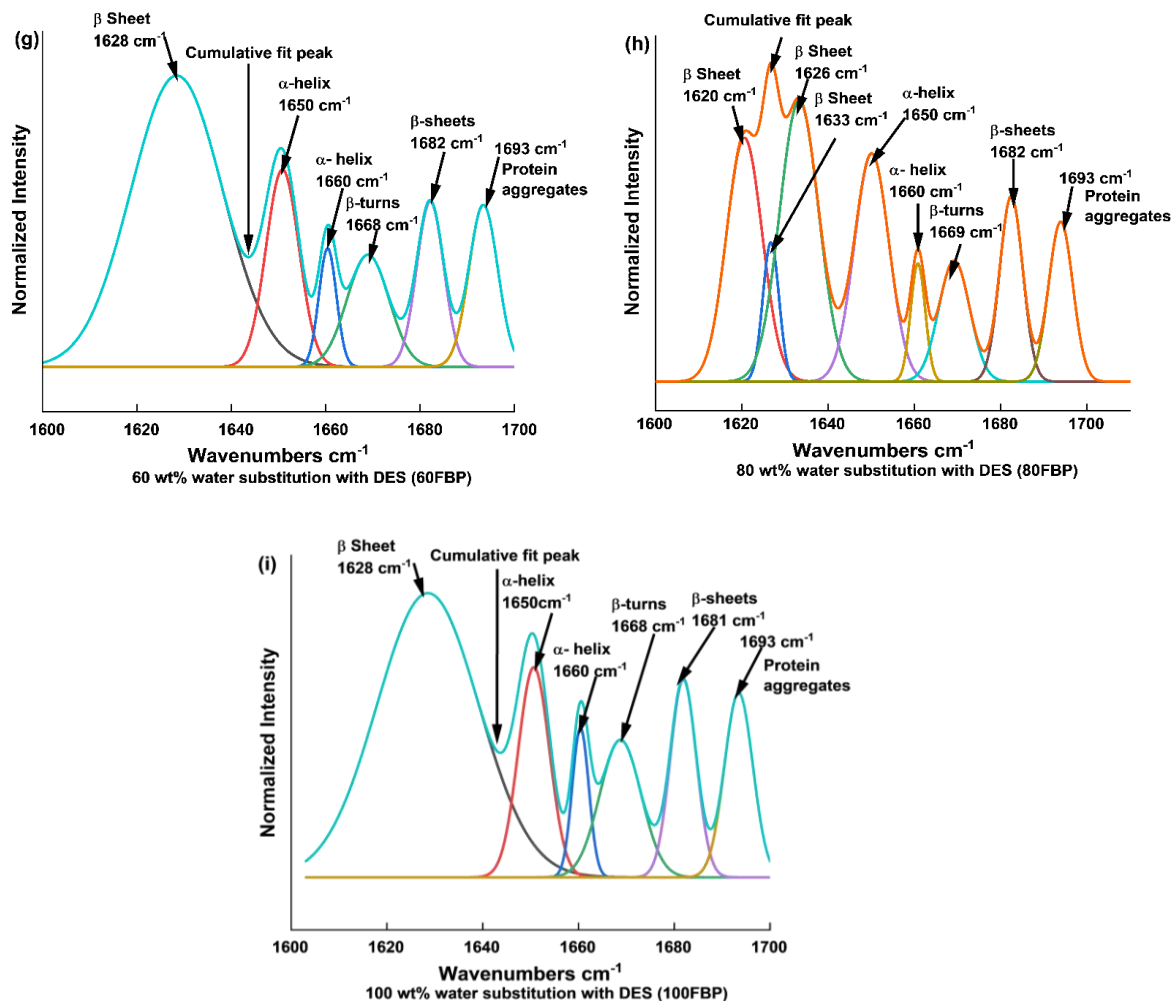 (g)
β Sheet
1628 cm⁻¹
Cumulative fit peak
α-helix
1650 cm⁻¹
α- helix
1660 cm⁻¹
β-turns
1668 cm⁻¹
β-sheets
1682 cm⁻¹
1693 cm⁻¹
Protein
aggregates
Normalized Intensity
1600 1620 1640 1660 1680 1700
Wavenumbers cm⁻¹
60 wt% water substitution with DES (60FBP)
(h)
Cumulative fit peak
β Sheet
1620 cm⁻¹
β Sheet
1626 cm⁻¹
β Sheet
1633 cm⁻¹
α-helix
1650 cm⁻¹
α- helix
1660 cm⁻¹
β-turns
1669 cm⁻¹
β-sheets
1682 cm⁻¹
1693 cm⁻¹
Protein
aggregates
Normalized Intensity
1600 1620 1640 1660 1680 1700
Wavenumbers cm⁻¹
80 wt% water substitution with DES (80FBP)
(i)
β Sheet
1628 cm⁻¹
Cumulative fit peak
α-helix
1650cm⁻¹
α- helix
1660 cm⁻¹
β-turns
1668 cm⁻¹
β-sheets
1681 cm⁻¹
1693 cm⁻¹
Protein
aggregates
Normalized Intensity
1600 1620 1640 1660 1680 1700
Wavenumbers cm⁻¹
100 wt% water substitution with DES (100FBP)